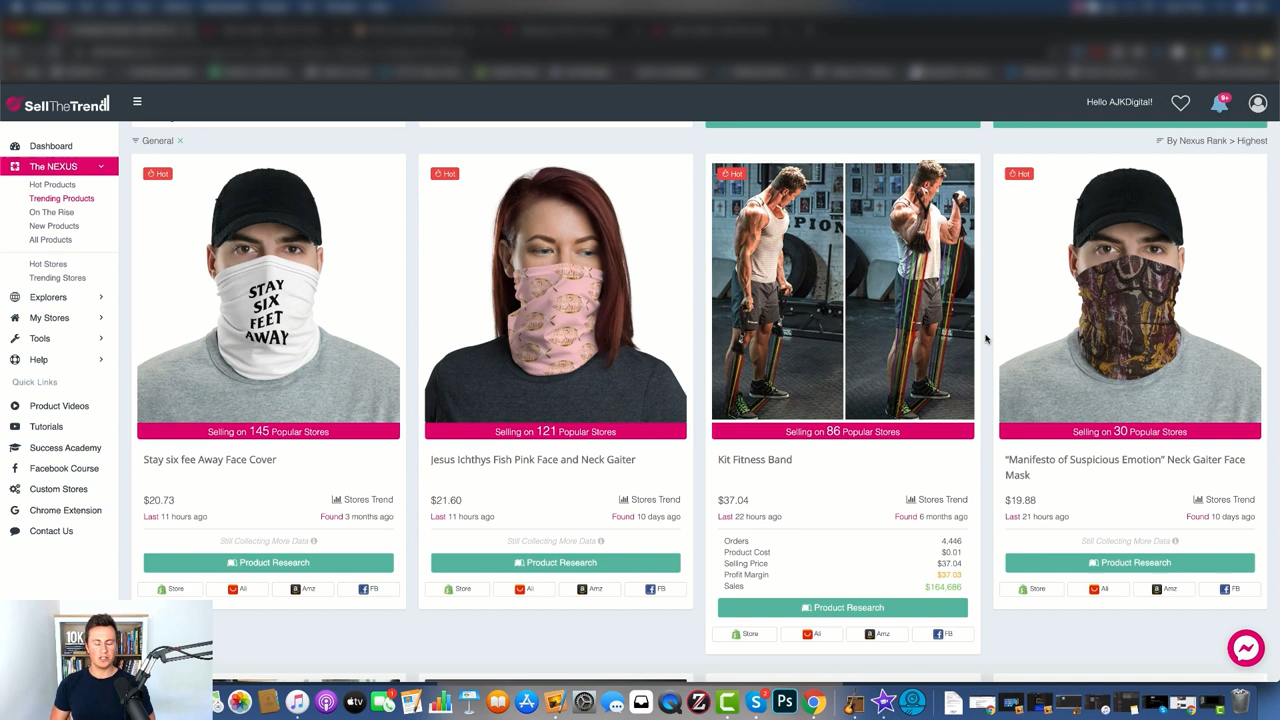 SellTheTrend
Hello AJKDigital!
9+
Dashboard
The NEXUS
Hot Products
Trending Products
On The Rise
New Products
All Products
Hot Stores
Trending Stores
Explorers
My Stores
Tools
Help
Quick Links
Product Videos
Tutorials
Success Academy
Facebook Course
Custom Stores
Chrome Extension
Contact Us
General ×
By Nexus Rank > Highest
Hot
STAY
SIX
FEET
AWAY
Selling on 145 Popular Stores
Stay six fee Away Face Cover
$20.73 Stores Trend
Last 11 hours ago Found 3 months ago
Still Collecting More Data
Product Research
Store Ali Amz FB
Hot
Selling on 121 Popular Stores
Jesus Ichthys Fish Pink Face and Neck Gaiter
$21.60 Stores Trend
Last 11 hours ago Found 10 days ago
Still Collecting More Data
Product Research
Store Ali Amz FB
Hot
Selling on 86 Popular Stores
Kit Fitness Band
$37.04 Stores Trend
Last 22 hours ago Found 6 months ago
Orders 4,446
Product Cost $0.01
Selling Price $37.04
Profit Margin $37.03
Sales $164,686
Product Research
Store Ali Amz FB
Hot
Selling on 30 Popular Stores
"Manifesto of Suspicious Emotion" Neck Gaiter Face
Mask
$19.88 Stores Trend
Last 21 hours ago Found 10 days ago
Still Collecting More Data
Product Research
Store Ali Amz FB
10K
tv
Ps